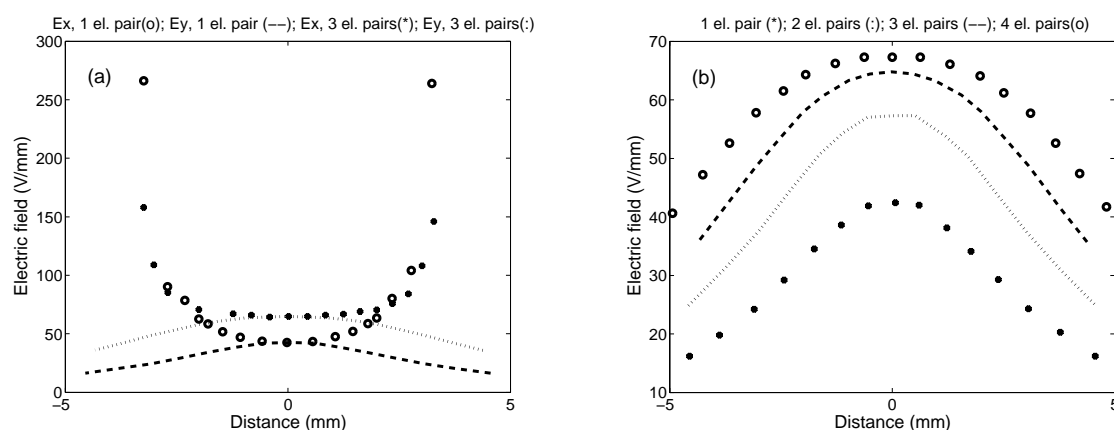 Ex, 1 el. pair(o); Ey, 1 el. pair (−−); Ex, 3 el. pairs(*); Ey, 3 el. pairs(:)
300
250
200
150
100
50
0
−5
0
5
(a)
Electric field (V/mm)
Distance (mm)
1 el. pair (*); 2 el. pairs (:); 3 el. pairs (−−); 4 el. pairs(o)
70
60
50
40
30
20
10
−5
0
5
(b)
Electric field (V/mm)
Distance (mm)